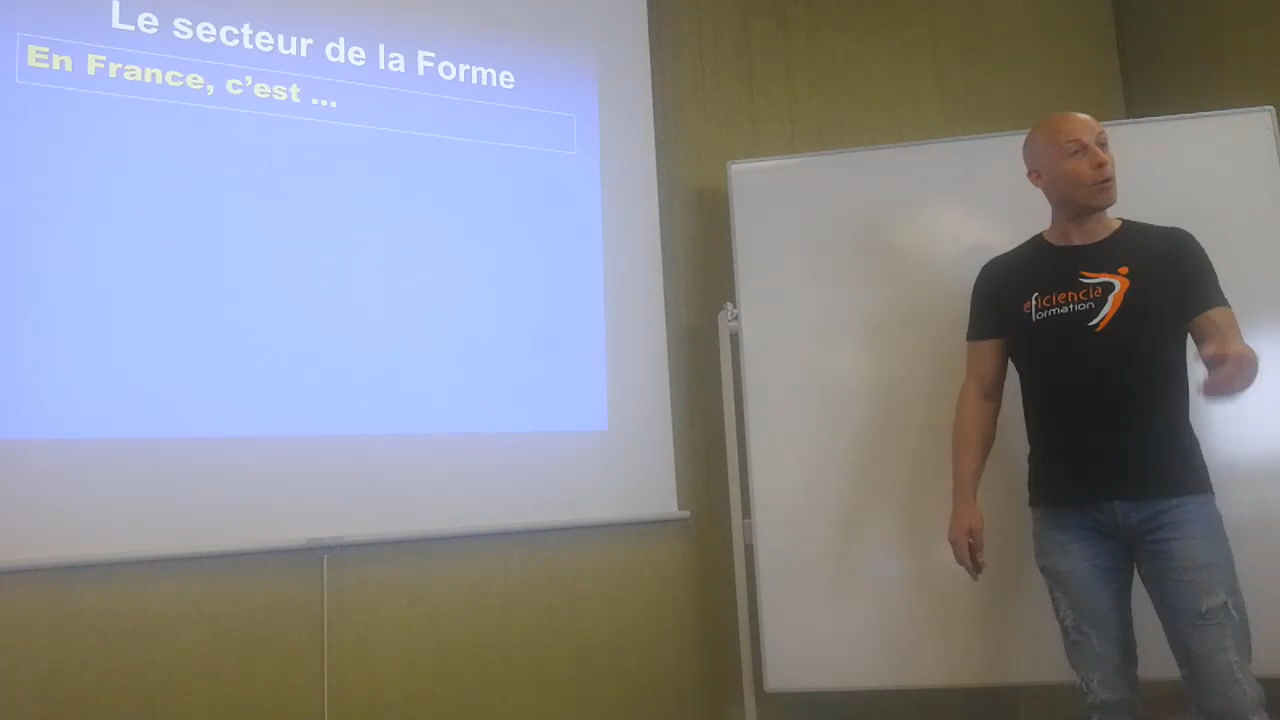 Le secteur de la Forme
En France, c'est ...
eficiencia
formation